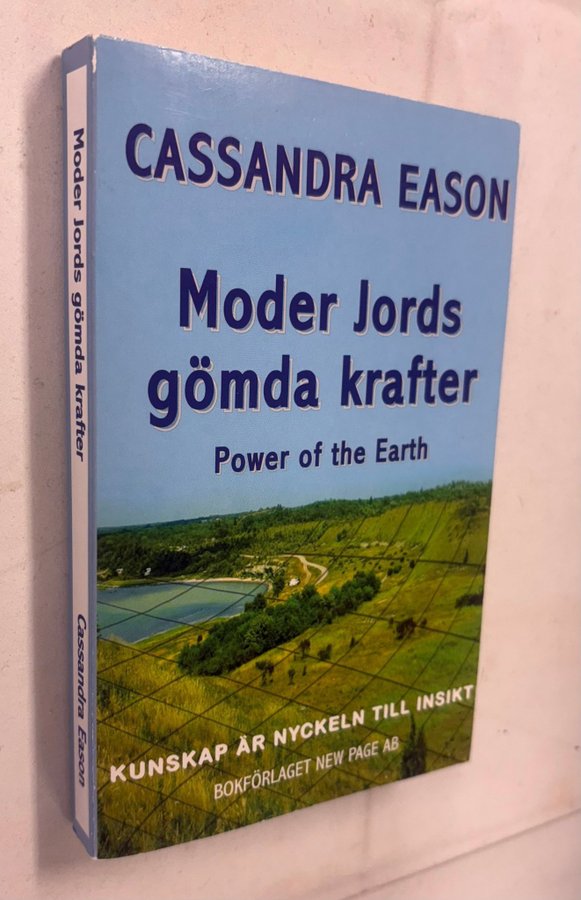 CASSANDRA EASON
Moder Jords
gömda krafter
Power of the Earth
KUNSKAP ÄR NYCKELN TILL INSIKT
BOKFÖRLAGET NEW PAGE AB
Moder Jords gömda krafter
Cassandra Eason